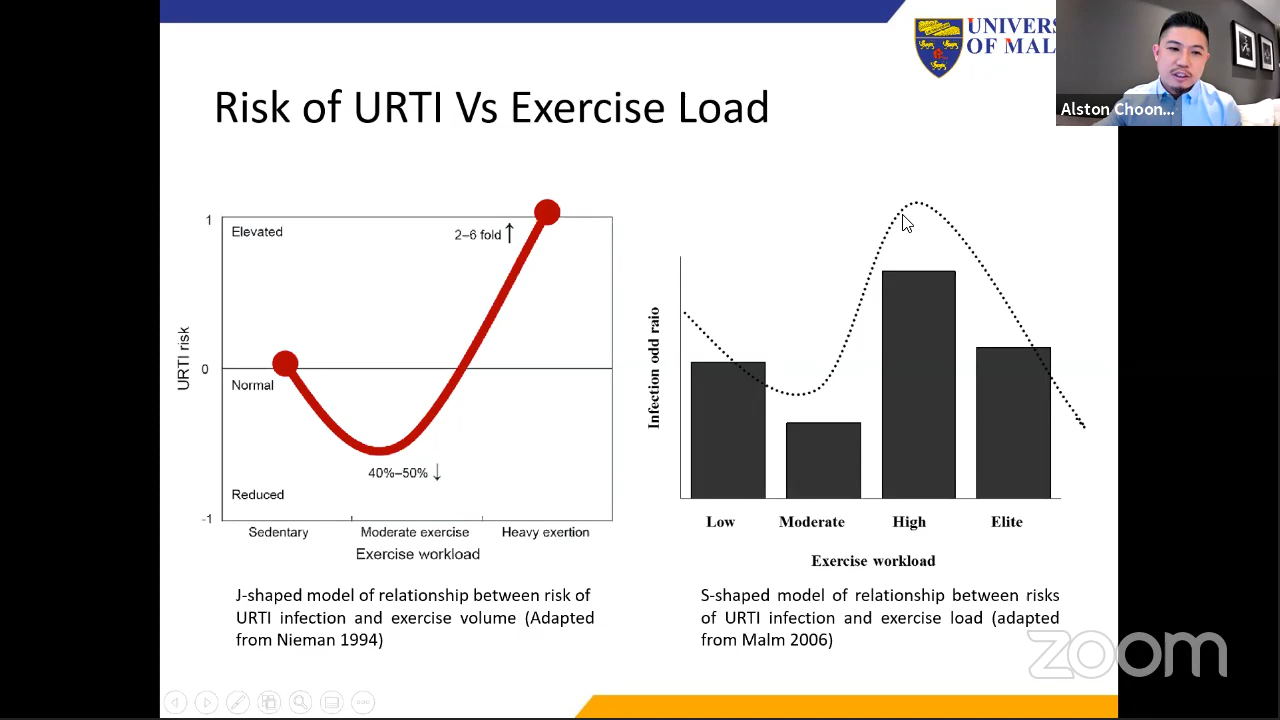 UNIVERS
OF MAL
Alston Choon...
Risk of URTI Vs Exercise Load
1
Elevated
2–6 fold ↑
URTI risk
0
Normal
40%–50% ↓
Reduced
-1
Sedentary
Moderate exercise
Heavy exertion
Exercise workload
Infection odd raio
Low
Moderate
High
Elite
Exercise workload
J-shaped model of relationship between risk of
URTI infection and exercise volume (Adapted
from Nieman 1994)
S-shaped model of relationship between risks
of URTI infection and exercise load (adapted
from Malm 2006)
zoom